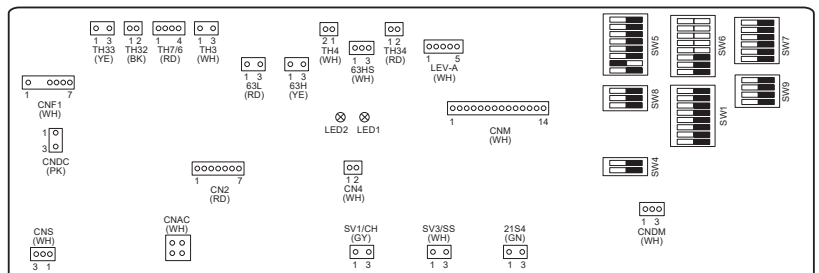 1 3
TH33
(YE)
1 2
TH32
(BK)
1 4
TH7/6
(RD)
1 3
TH3
(WH)
2 1
TH4
(WH)
1 3
63HS
(WH)
1 2
TH34
(RD)
1 5
LEV-A
(WH)
SW5
SW6
SW7
1 3
63L
(RD)
1 3
63H
(YE)
1 7
CNF1
(WH)
SW8
SW1
SW9
LED2 LED1
1 14
CNM
(WH)
1
3
CNDC
(PK)
1 7
CN2
(RD)
1 2
CN4
(WH)
SW4
CNS
(WH)
3 1
CNAC
(WH)
SV1/CH
(GY)
1 3
SV3/SS
(WH)
1 3
21S4
(GN)
1 3
1 3
CNDM
(WH)